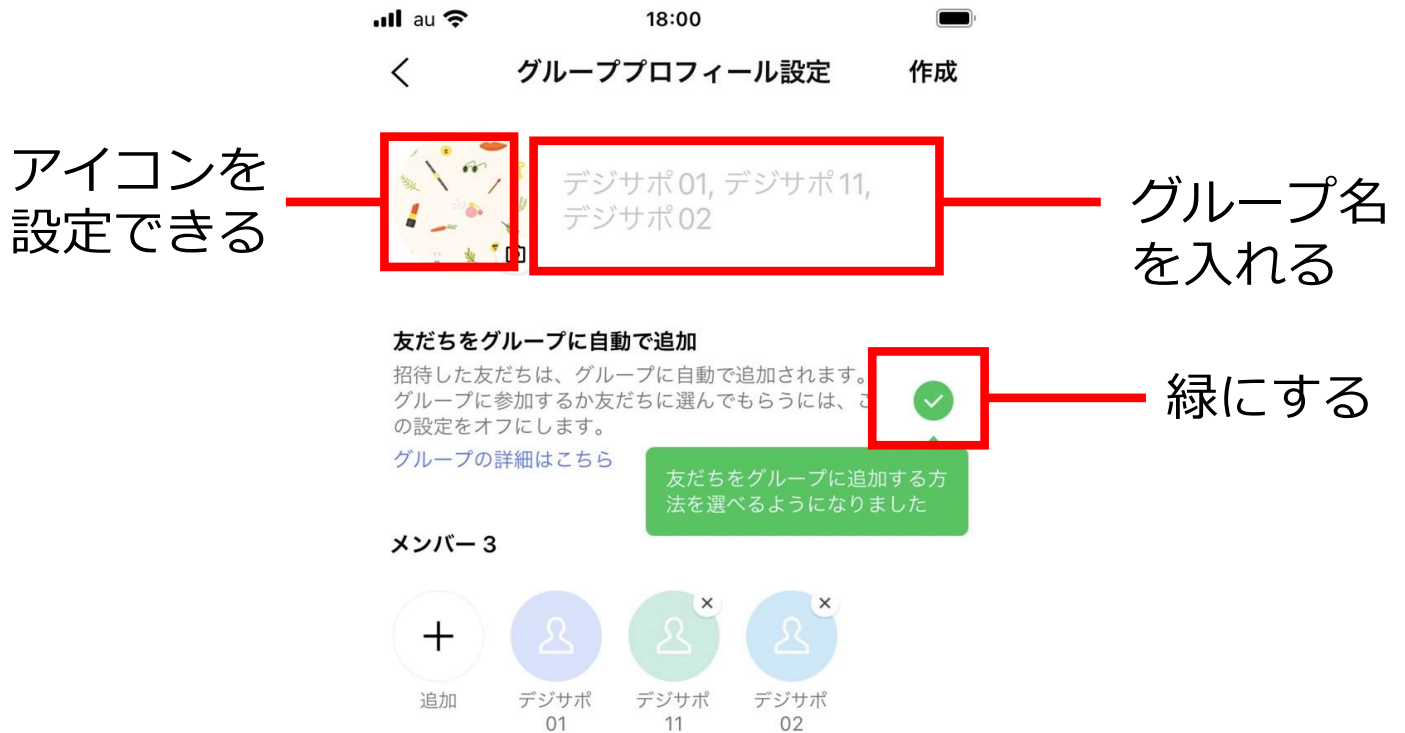 au
18:00
グループプロフィール設定
作成
アイコンを
設定できる
デジサポ01, デジサポ11,
デジサポ02
グループ名
を入れる
友だちをグループに自動で追加
招待した友だちは、グループに自動で追加されます。
グループに参加するか友だちに選んでもらうには、こ
の設定をオフにします。
グループの詳細はこちら
緑にする
友だちをグループに追加する方
法を選べるようになりました
メンバー 3
追加
デジサポ
01
デジサポ
11
デジサポ
02